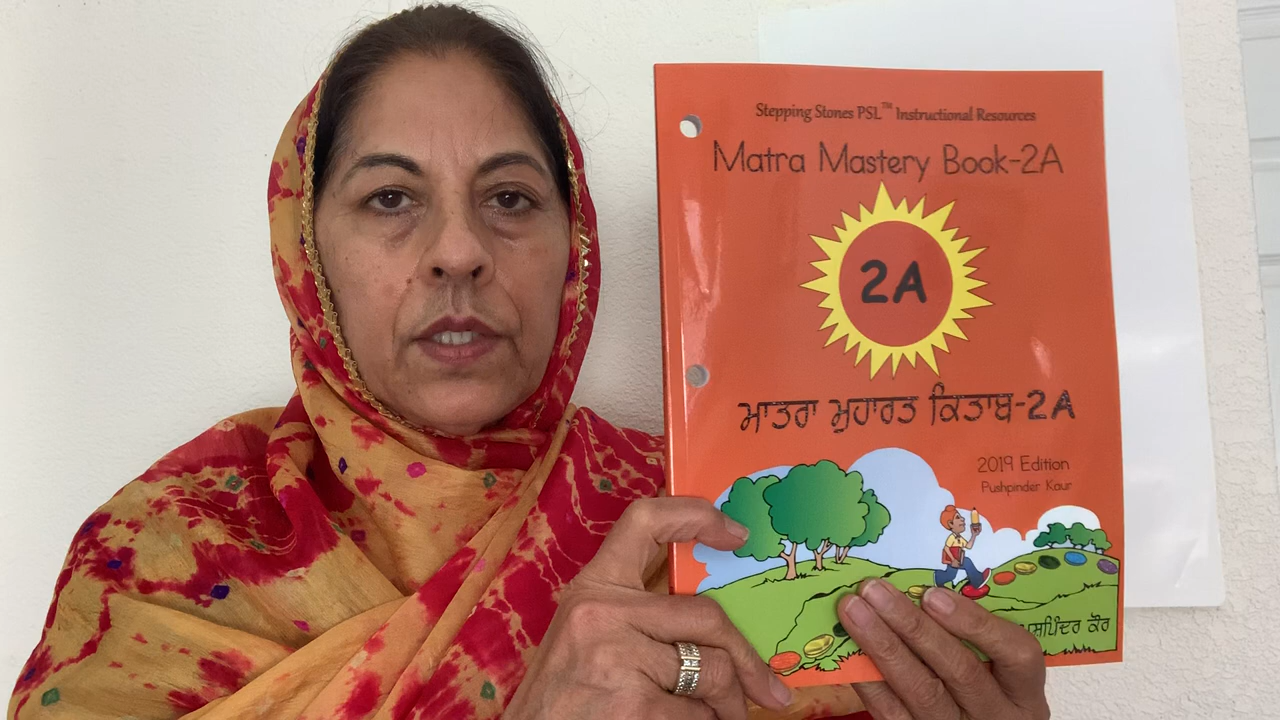 Stepping Stones PSL™ Instructional Resources
Matra Mastery Book-2A
2A
ਮਾਤਰਾ ਮੁਹਾਰਤ ਕਿਤਾਬ-2A
2019 Edition
Pushpinder Kaur
ਕੌਰ